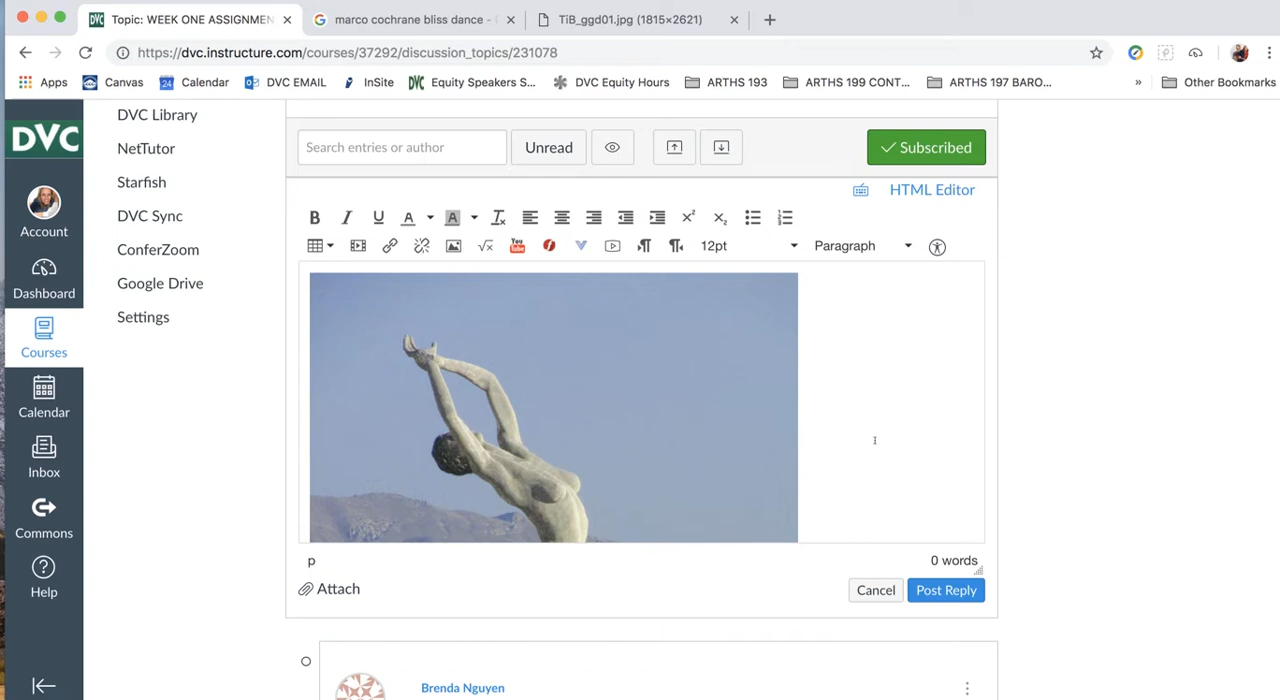 Topic: WEEK ONE ASSIGNMEN
marco cochrane bliss dance -
TiB_ggd01.jpg (1815×2621)
https://dvc.instructure.com/courses/37292/discussion_topics/231078
Apps Canvas 24 Calendar DVC EMAIL InSite DVC Equity Speakers S... DVC Equity Hours ARTHS 193 ARTHS 199 CONT... ARTHS 197 BARO... » Other Bookmarks
DVC
Account
Dashboard
Courses
Calendar
Inbox
Commons
Help
DVC Library
NetTutor
Starfish
DVC Sync
ConferZoom
Google Drive
Settings
Search entries or author Unread Subscribed
HTML Editor
12pt Paragraph
p 0 words
Attach Cancel Post Reply
Brenda Nguyen